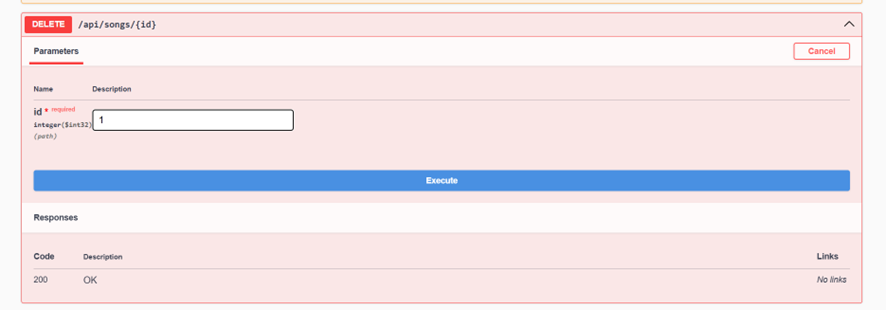 DELETE /api/songs/{id}
Parameters Cancel
Name Description
id * required
integer($int32)
(path)
1
Execute
Responses
Code Description Links
200 OK No links